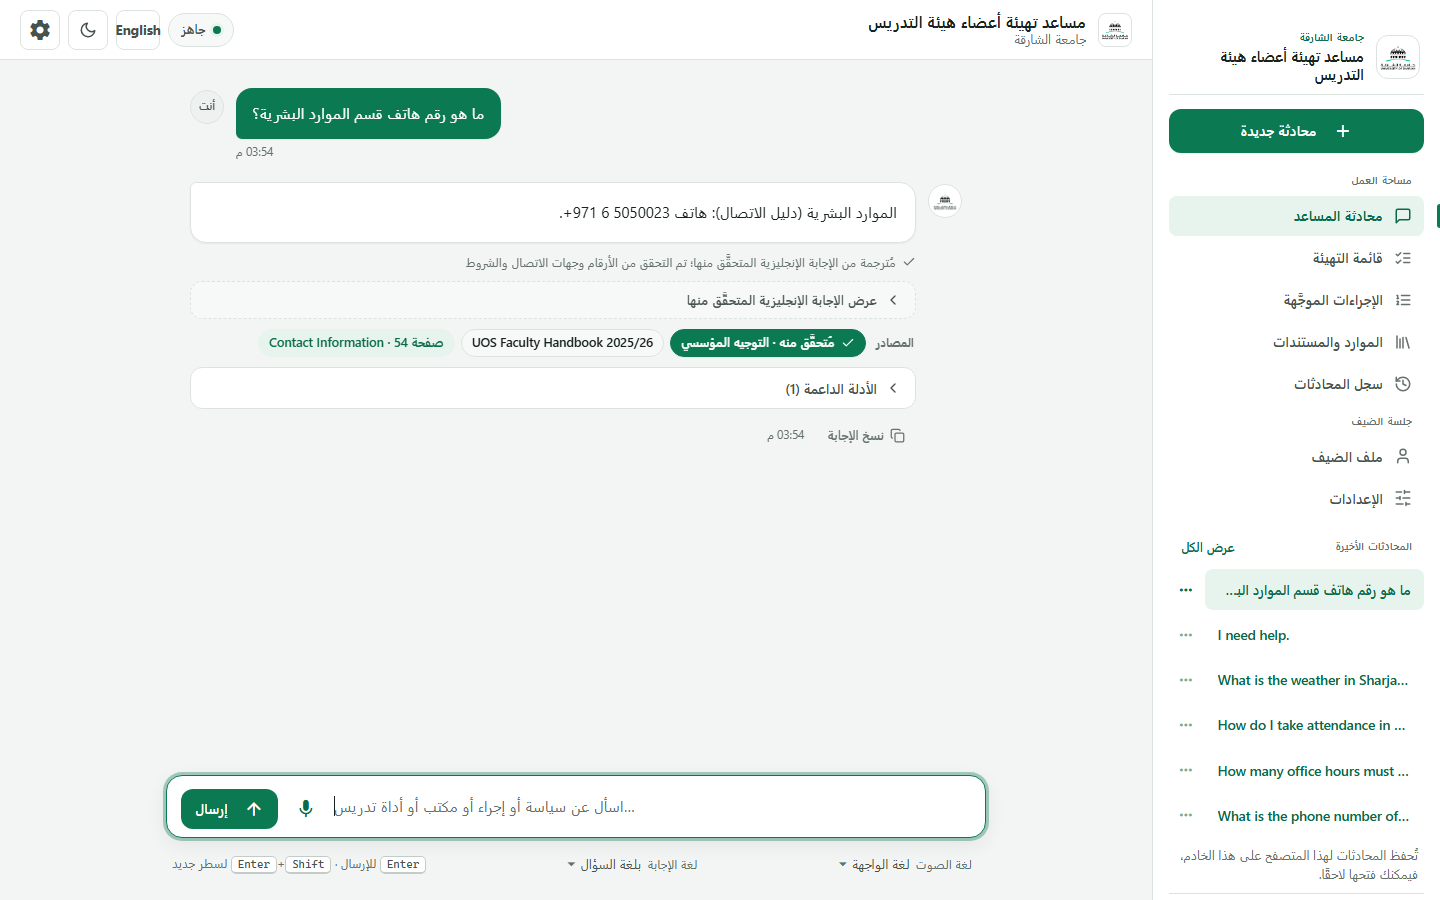 جامعة الشارقة
مساعد تهيئة أعضاء هيئة
التدريس
محادثة جديدة
مساحة العمل
محادثة المساعد
قائمة التهيئة
الإجراءات الموجَّهة
الموارد والمستندات
سجل المحادثات
جلسة الضيف
ملف الضيف
الإعدادات
المحادثات الأخيرة
عرض الكل
ما هو رقم هاتف قسم الموارد البـ...
I need help.
What is the weather in Sharja...
How do I take attendance in ...
How many office hours must ...
What is the phone number of...
تُحفظ المحادثات لهذا المتصفح على هذا الخادم،
فيمكنك فتحها لاحقًا.
مساعد تهيئة أعضاء هيئة التدريس
جامعة الشارقة
جاهز
English
أنت
ما هو رقم هاتف قسم الموارد البشرية؟
03:54 م
الموارد البشرية (دليل الاتصال): هاتف 5050023 6 971+.
مُترجمة من الإجابة الإنجليزية المتحقَّق منها؛ تم التحقق من الأرقام وجهات الاتصال والشروط
عرض الإجابة الإنجليزية المتحقَّق منها
المصادر
مُتحقَّق منه · التوجيه المؤسسي
UOS Faculty Handbook 2025/26
صفحة 54 · Contact Information
الأدلة الداعمة (1)
نسخ الإجابة
03:54 م
اسأل عن سياسة أو إجراء أو مكتب أو أداة تدريس...
إرسال
لغة الصوت لغة الواجهة
لغة الإجابة بلغة السؤال
Enter للإرسال · Shift+Enter لسطر جديد